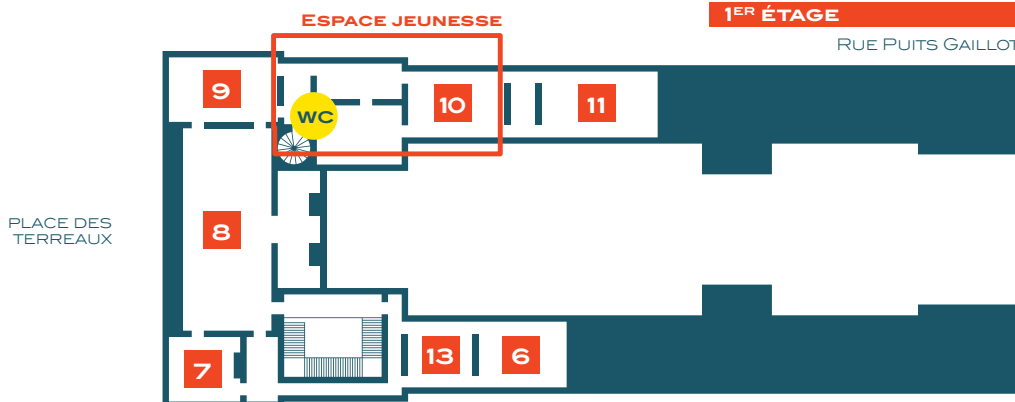 ESPACE JEUNESSE
1ER ÉTAGE
RUE PUITS GAILLOT
9
WC
10
11
PLACE DES
TERREAUX
8
7
13
6